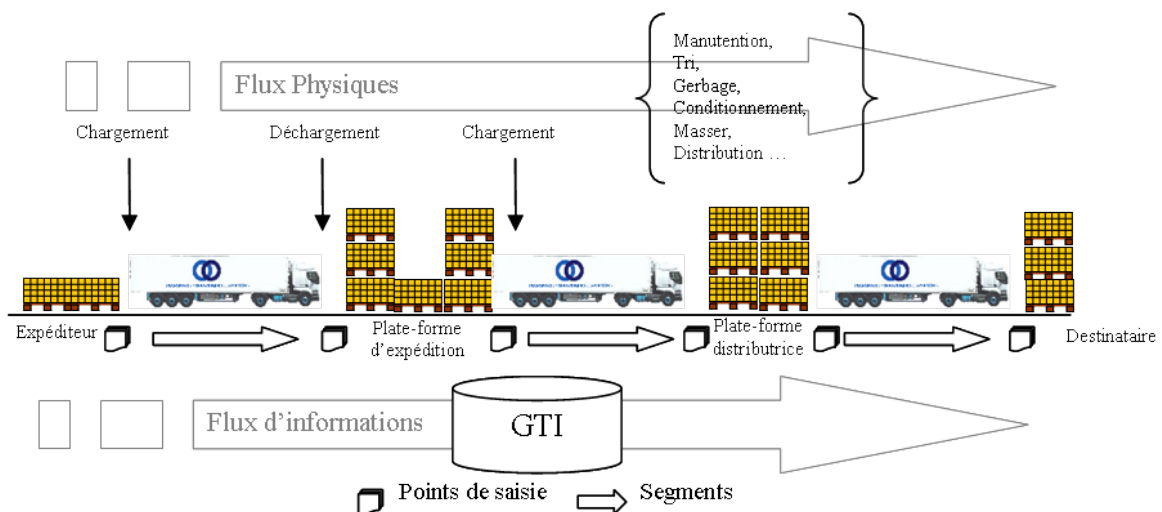 Manutention,
Tri,
Gerbage,
Conditionnement,
Masser,
Distribution …
Flux Physiques
Chargement
Déchargement
Chargement
Expéditeur
Plate-forme
d’expédition
Plate-forme
distributrice
Destinataire
Flux d’informations
GTI
Points de saisie
Segments